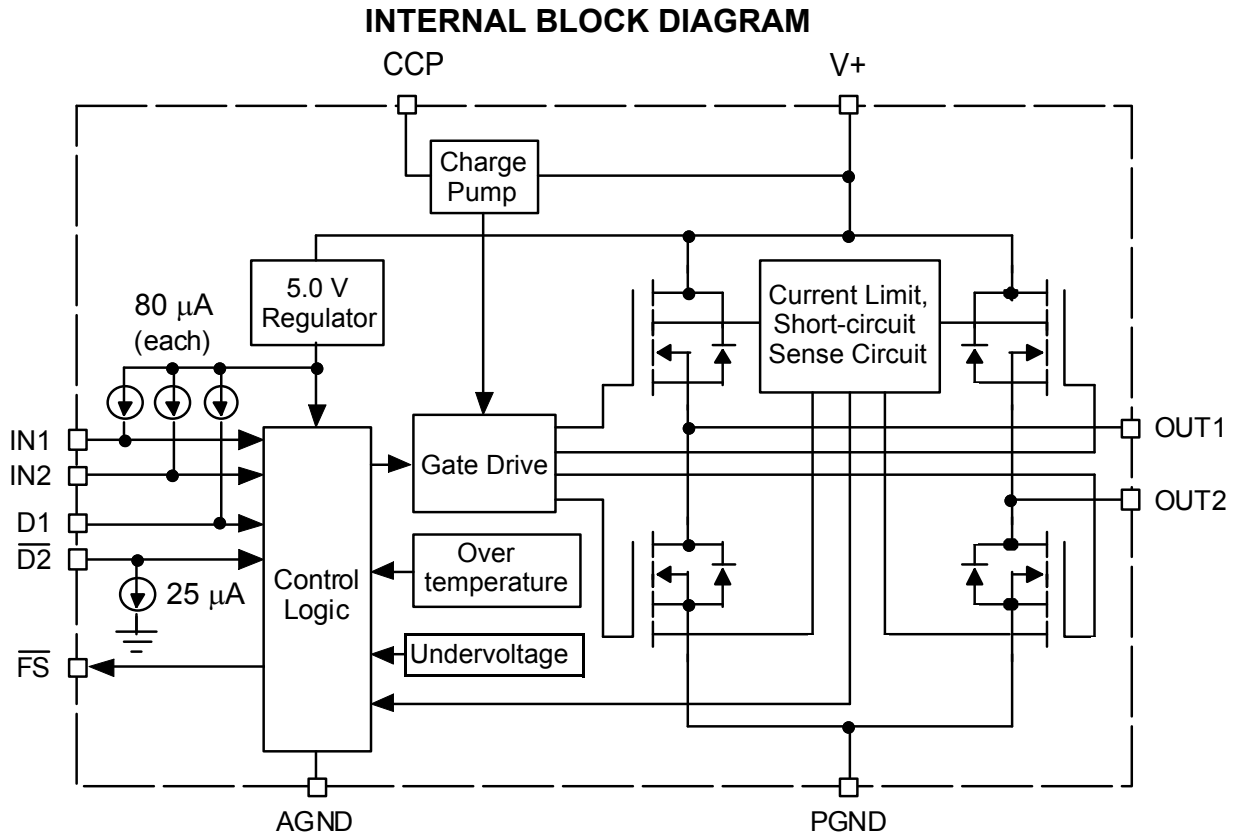 INTERNAL BLOCK DIAGRAM
CCP
V+
Charge
Pump
5.0 V
Regulator
80 μA
(each)
Current Limit,
Short-circuit
Sense Circuit
IN1
IN2
D1
D2
FS
25 μA
Control
Logic
Gate Drive
Over
temperature
Undervoltage
OUT1
OUT2
AGND
PGND